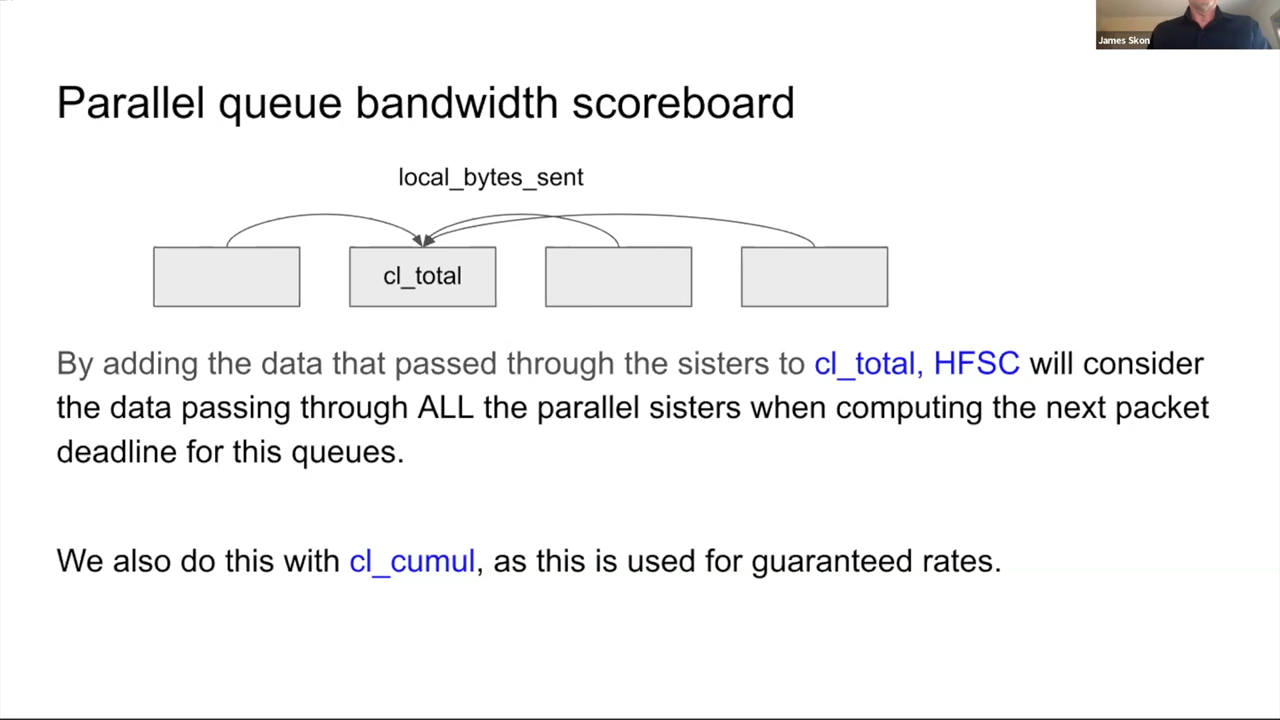 James Skon
Parallel queue bandwidth scoreboard
local_bytes_sent
cl_total
By adding the data that passed through the sisters to cl_total, HFSC will consider
the data passing through ALL the parallel sisters when computing the next packet
deadline for this queues.
We also do this with cl_cumul, as this is used for guaranteed rates.